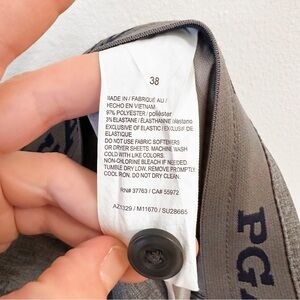 38
MADE IN / FABRIQUÉ AU /
HECHO EN VIETNAM
97% POLYESTER / poliéster
3% ELASTANE / ÉLASTHANNE /elastano
EXCLUSIVE OF ELASTIC / EXCLUSIF DE
ELASTIQUE
DO NOT USE FABRIC SOFTENERS
OR DRYER SHEETS. MACHINE WASH
COLD WITH LIKE COLORS.
NON-CHLORINE BLEACH IF NEEDED
TUMBLE DRY LOW. REMOVE PROMPTLY.
COOL IRON. DO NOT DRY CLEAN.
RN# 37763 / CA# 55972
AZ1329 / M11670 / SU28665
PGA